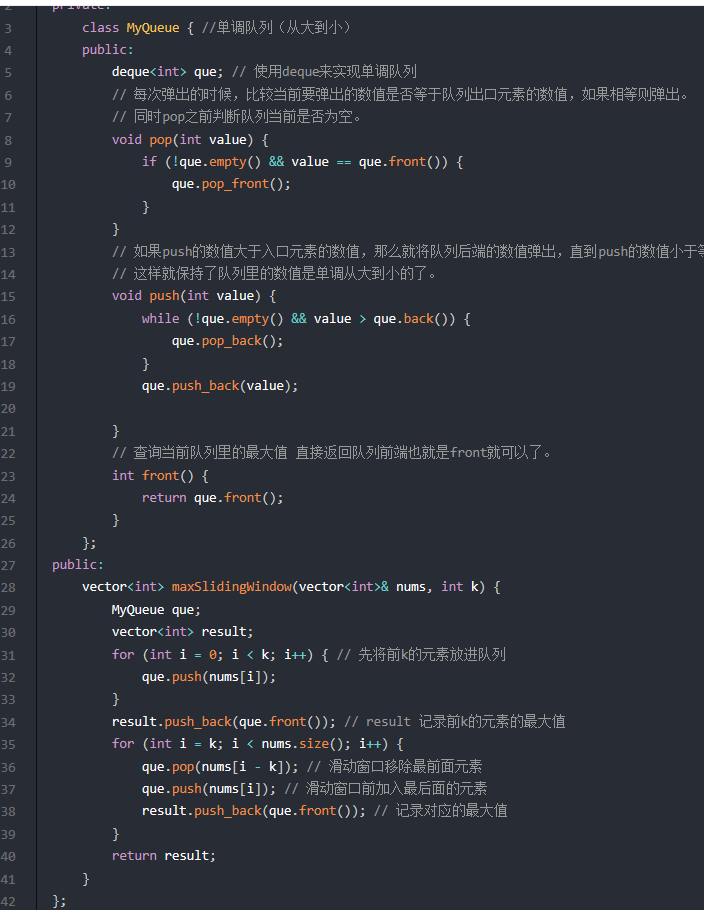 2 private:
3 class MyQueue { //单调队列（从大到小）
4 public:
5 deque<int> que; // 使用deque来实现单调队列
6 // 每次弹出的时候，比较当前要弹出的数值是否等于队列出口元素的数值，如果相等则弹出。
7 // 同时pop之前判断队列当前是否为空。
8 void pop(int value) {
9 if (!que.empty() && value == que.front()) {
10 que.pop_front();
11 }
12 }
13 // 如果push的数值大于入口元素的数值，那么就将队列后端的数值弹出，直到push的数值小于等
14 // 这样就保持了队列里的数值是单调从大到小的了。
15 void push(int value) {
16 while (!que.empty() && value > que.back()) {
17 que.pop_back();
18 }
19 que.push_back(value);
20
21 }
22 // 查询当前队列里的最大值 直接返回队列前端也就是front就可以了。
23 int front() {
24 return que.front();
25 }
26 };
27 public:
28 vector<int> maxSlidingWindow(vector<int>& nums, int k) {
29 MyQueue que;
30 vector<int> result;
31 for (int i = 0; i < k; i++) { // 先将前k的元素放进队列
32 que.push(nums[i]);
33 }
34 result.push_back(que.front()); // result 记录前k的元素的最大值
35 for (int i = k; i < nums.size(); i++) {
36 que.pop(nums[i - k]); // 滑动窗口移除最前面元素
37 que.push(nums[i]); // 滑动窗口前加入最后面的元素
38 result.push_back(que.front()); // 记录对应的最大值
39 }
40 return result;
41 }
42 };